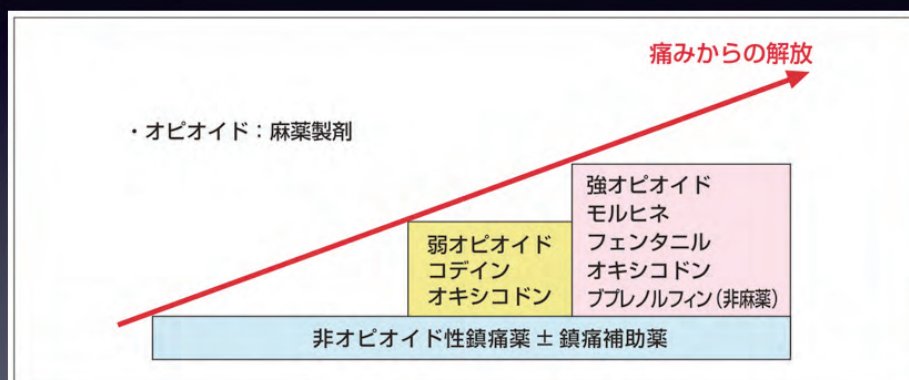 痛みからの解放
・オピオイド：麻薬製剤
強オピオイド
モルヒネ
フェンタニル
オキシコドン
ブプレノルフィン（非麻薬）
弱オピオイド
コデイン
オキシコドン
非オピオイド性鎮痛薬 ± 鎮痛補助薬